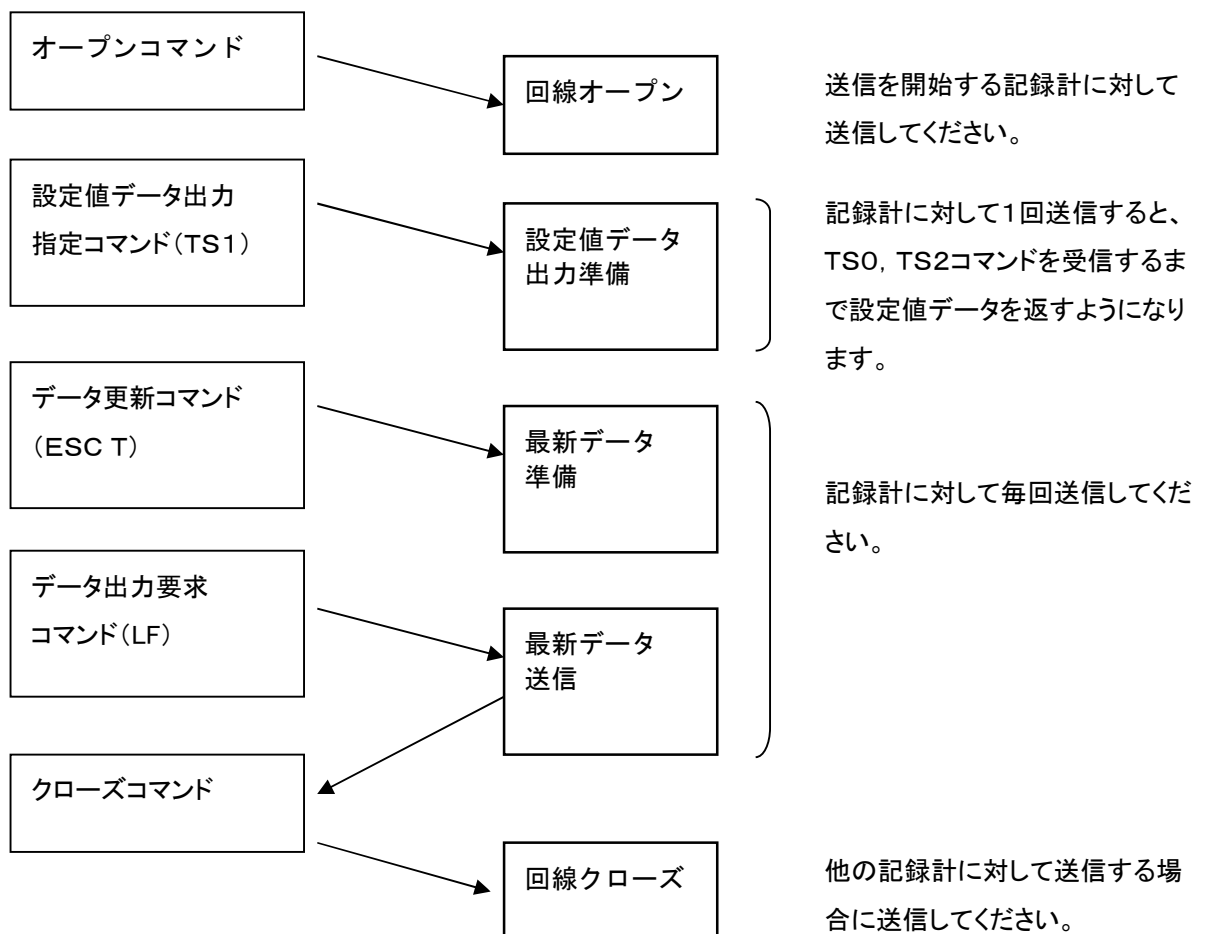 オープンコマンド
回線オープン
送信を開始する記録計に対して
送信してください。
設定値データ出力
指定コマンド（TS1）
設定値データ
出力準備
記録計に対して1回送信すると、
TS0，TS2コマンドを受信するま
で設定値データを返すようになり
ます。
データ更新コマンド
（ESC T）
最新データ
準備
記録計に対して毎回送信してくだ
さい。
データ出力要求
コマンド（LF）
最新データ
送信
クローズコマンド
回線クローズ
他の記録計に対して送信する場
合に送信してください。